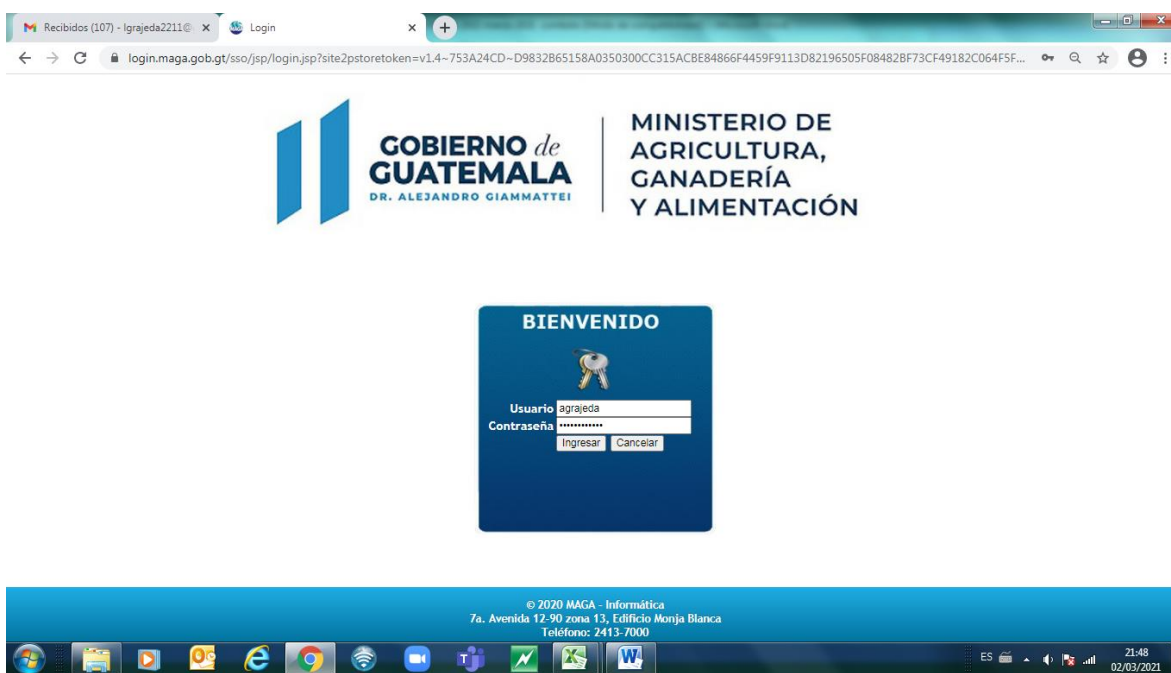 Recibidos (107) - lgrajeda2211@
Login
login.maga.gob.gt/sso/jsp/login.jsp?site2pstoretoken=v1.4~753A24CD~D9832B65158A0350300CC315ACBE84866F4459F9113D82196505F08482BF73CF49182C064F5F...
GOBIERNO de
GUATEMALA
DR. ALEJANDRO GIAMMATTEI
MINISTERIO DE
AGRICULTURA,
GANADERÍA
Y ALIMENTACIÓN
BIENVENIDO
Usuario agrajeda
Contraseña ••••••••••••
Ingresar Cancelar
© 2020 MAGA - Informática
7a. Avenida 12-90 zona 13, Edificio Monja Blanca
Teléfono: 2413-7000
ES
21:48
02/03/2021